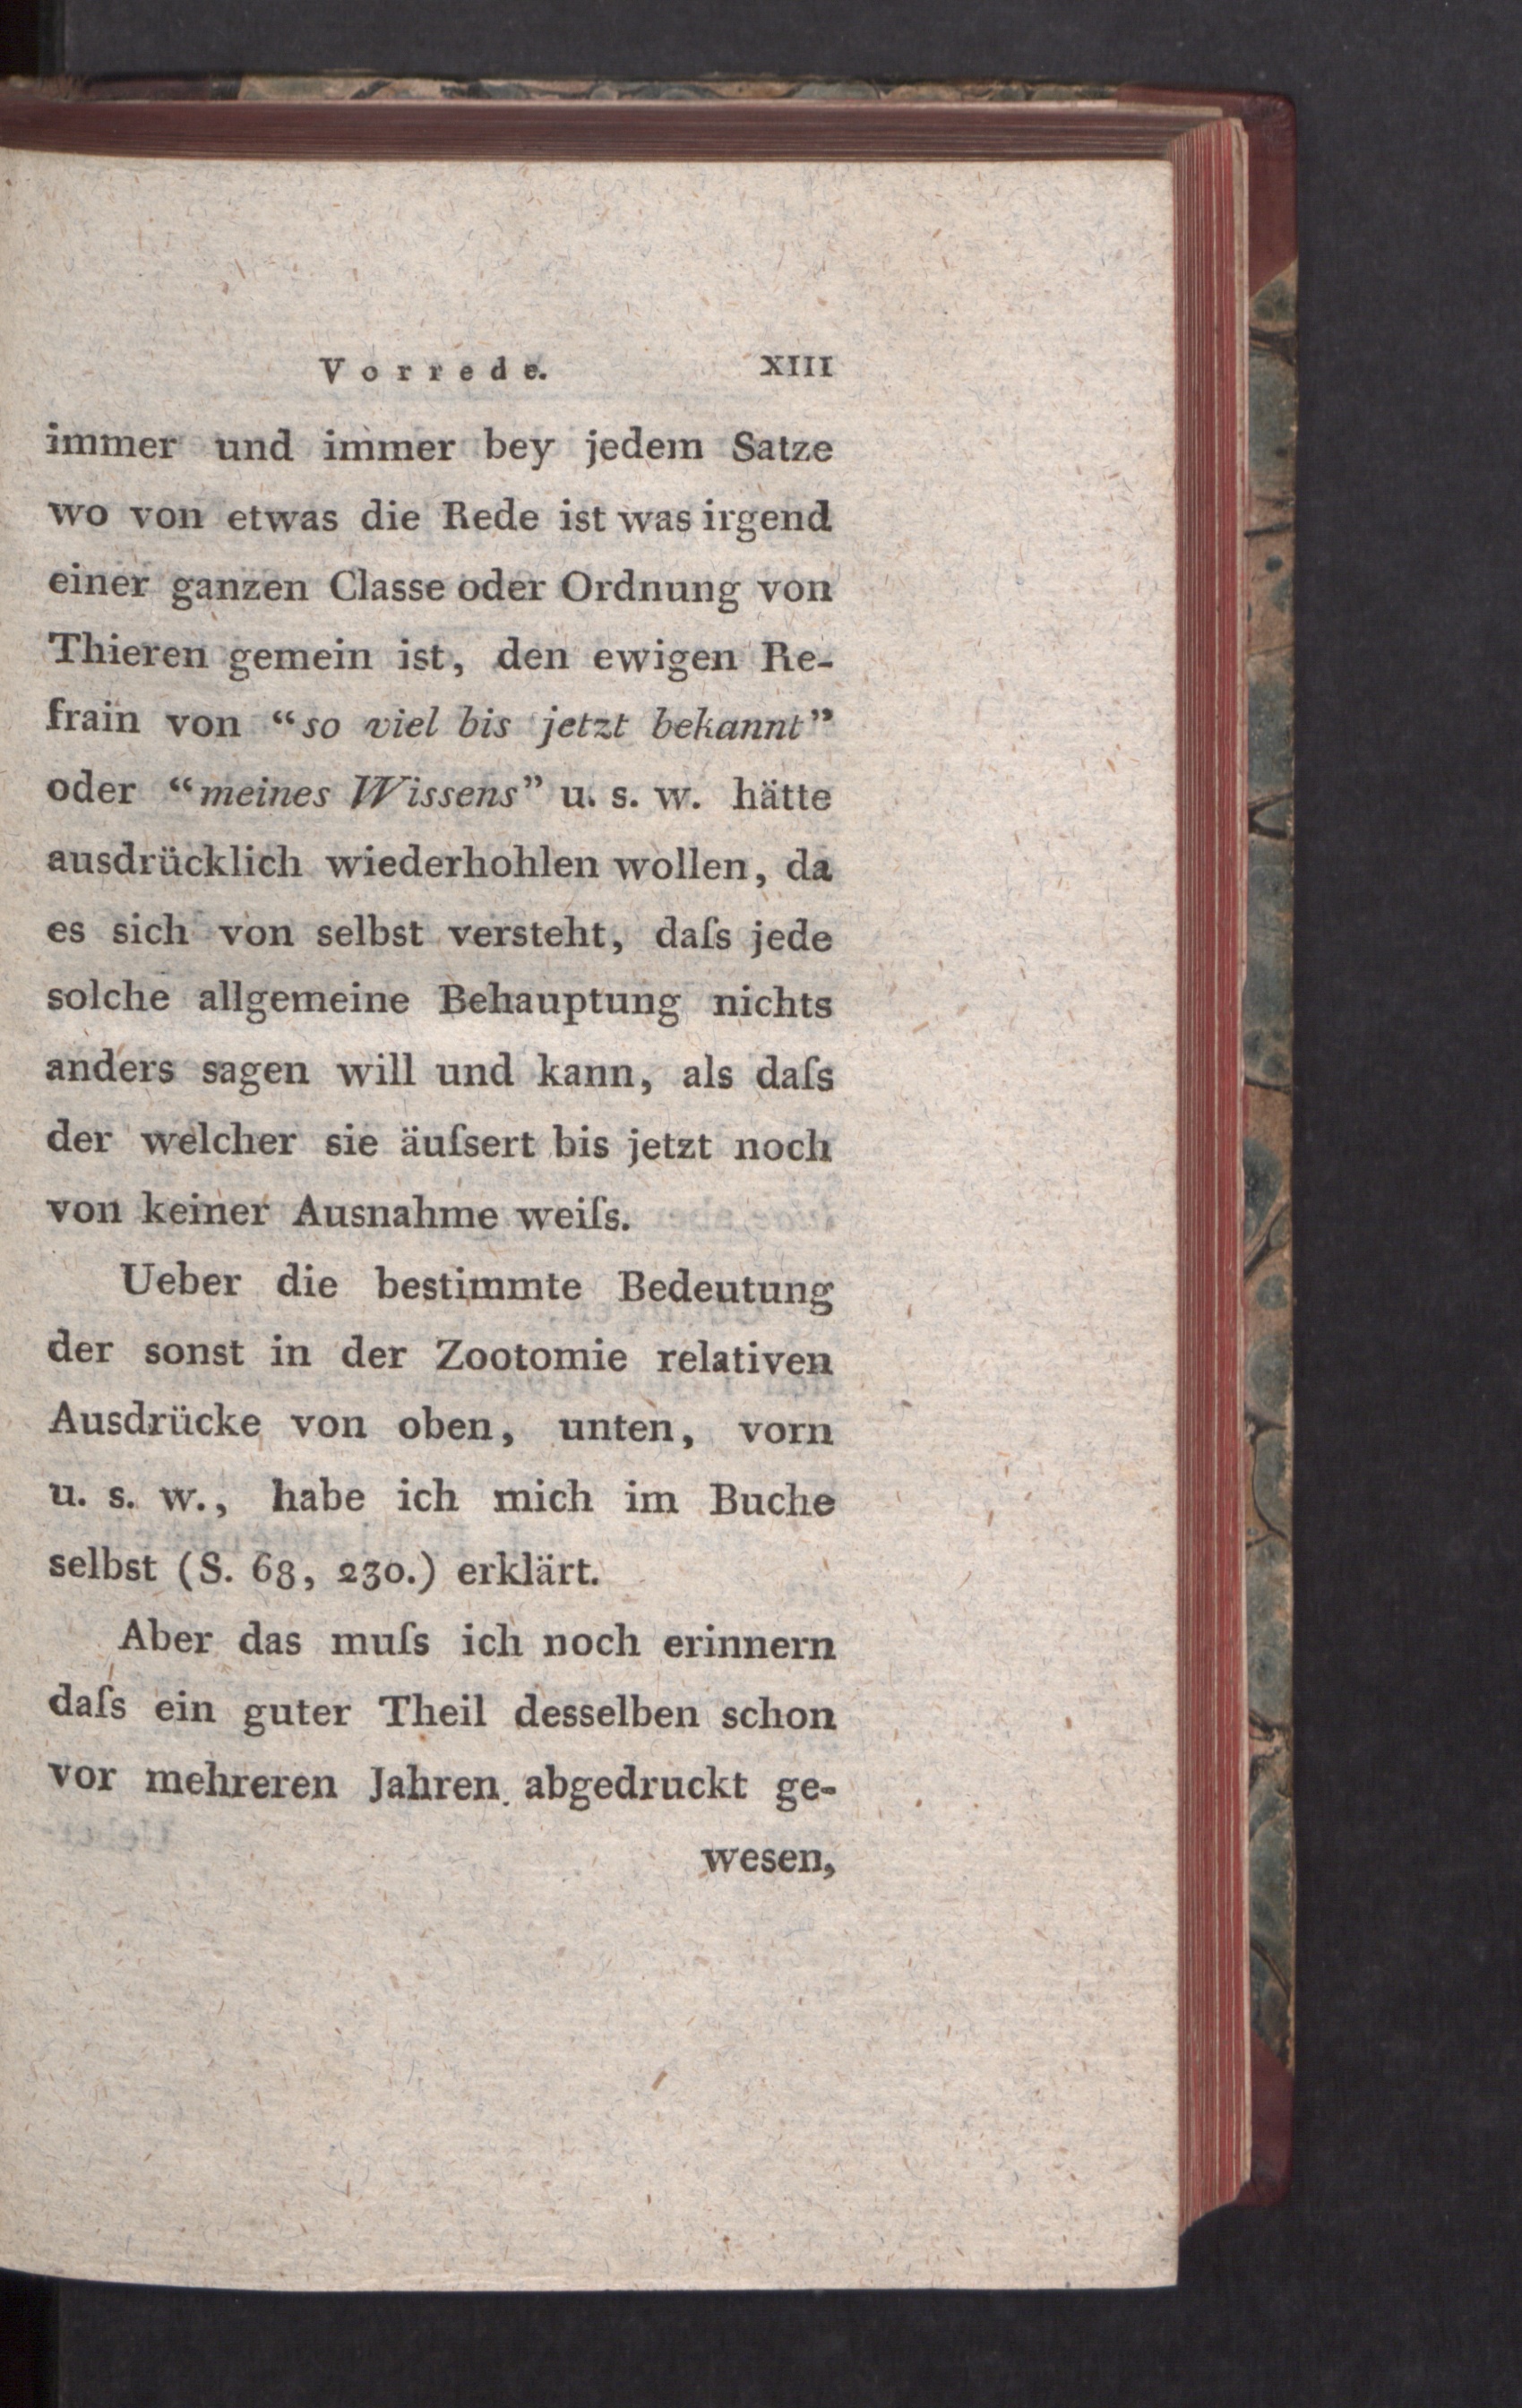 Vorrede. XIII
immer und immer bey jedem Satze
wo von etwas die Rede ist was irgend
einer ganzen Classe oder Ordnung von
Thieren gemein ist, den ewigen Re-
frain von “so viel bis jetzt bekannt”
oder “meines Wissens” u. s. w. hätte
ausdrücklich wiederhohlen wollen, da
es sich von selbst versteht, daſs jede
solche allgemeine Behauptung nichts
anders sagen will und kann, als daſs
der welcher sie äuſsert bis jetzt noch
von keiner Ausnahme weiſs.
Ueber die bestimmte Bedeutung
der sonst in der Zootomie relativen
Ausdrücke von oben, unten, vorn
u. s. w., habe ich mich im Buche
selbst (S. 68, 230.) erklärt.
Aber das muſs ich noch erinnern
daſs ein guter Theil desselben schon
vor mehreren Jahren abgedruckt ge-
wesen,